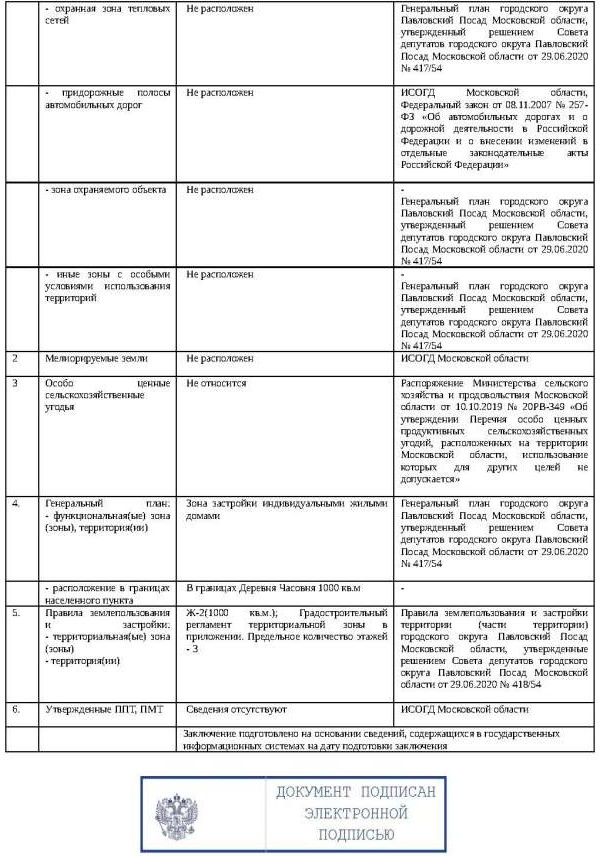 - охранная зона тепловых сетей
Не расположен
Генеральный план городского округа
Павловский Посад Московской области,
утвержденный решением Совета
депутатов городского округа Павловский
Посад Московской области от 29.06.2020
№ 417/54
- придорожные полосы
автомобильных дорог
Не расположен
ИСОГД Московской области,
Федеральный закон от 08.11.2007 № 257-
ФЗ «Об автомобильных дорогах и о
дорожной деятельности в Российской
Федерации и о внесении изменений в
отдельные законодательные акты
Российской Федерации»
- зона охраняемого объекта
Не расположен
-
Генеральный план городского округа
Павловский Посад Московской области,
утвержденный решением Совета
депутатов городского округа Павловский
Посад Московской области от 29.06.2020
№ 417/54
- иные зоны с особыми
условиями использования
территорий
Не расположен
-
Генеральный план городского округа
Павловский Посад Московской области,
утвержденный решением Совета
депутатов городского округа Павловский
Посад Московской области от 29.06.2020
№ 417/54
2
Мелиорируемые земли
Не расположен
ИСОГД Московской области
3
Особо ценные
сельскохозяйственные
угодья
Не относится
Распоряжение Министерства сельского
хозяйства и продовольствия Московской
области от 10.10.2019 № 20РВ-349 «Об
утверждении Перечня особо ценных
продуктивных сельскохозяйственных
угодий, расположенных на территории
Московской области, использование
которых для других целей не
допускается»
4.
Генеральный план:
- функциональная(ые) зона
(зоны), территория(ии)
Зона застройки индивидуальными жилыми
домами
Генеральный план городского округа
Павловский Посад Московской области,
утвержденный решением Совета
депутатов городского округа Павловский
Посад Московской области от 29.06.2020
№ 417/54
- расположение в границах
населенного пункта
В границах Деревня Часовня 1000 кв.м
-
5.
Правила землепользования
и застройки:
- территориальная(ые) зона
(зоны)
- территория(ии)
Ж-2(1000 кв.м.); Градостроительный
регламент территориальной зоны в
приложении. Предельное количество этажей
- 3
Правила землепользования и застройки
территории (части территории)
городского округа Павловский Посад
Московской области, утвержденные
решением Совета депутатов городского
округа Павловский Посад Московской
области от 29.06.2020 № 418/54
6.
Утвержденные ППТ, ПМТ
Сведения отсутствуют
ИСОГД Московской области
Заключение подготовлено на основании сведений, содержащихся в государственных
информационных системах на дату подготовки заключения
ДОКУМЕНТ ПОДПИСАН
ЭЛЕКТРОННОЙ
ПОДПИСЬЮ